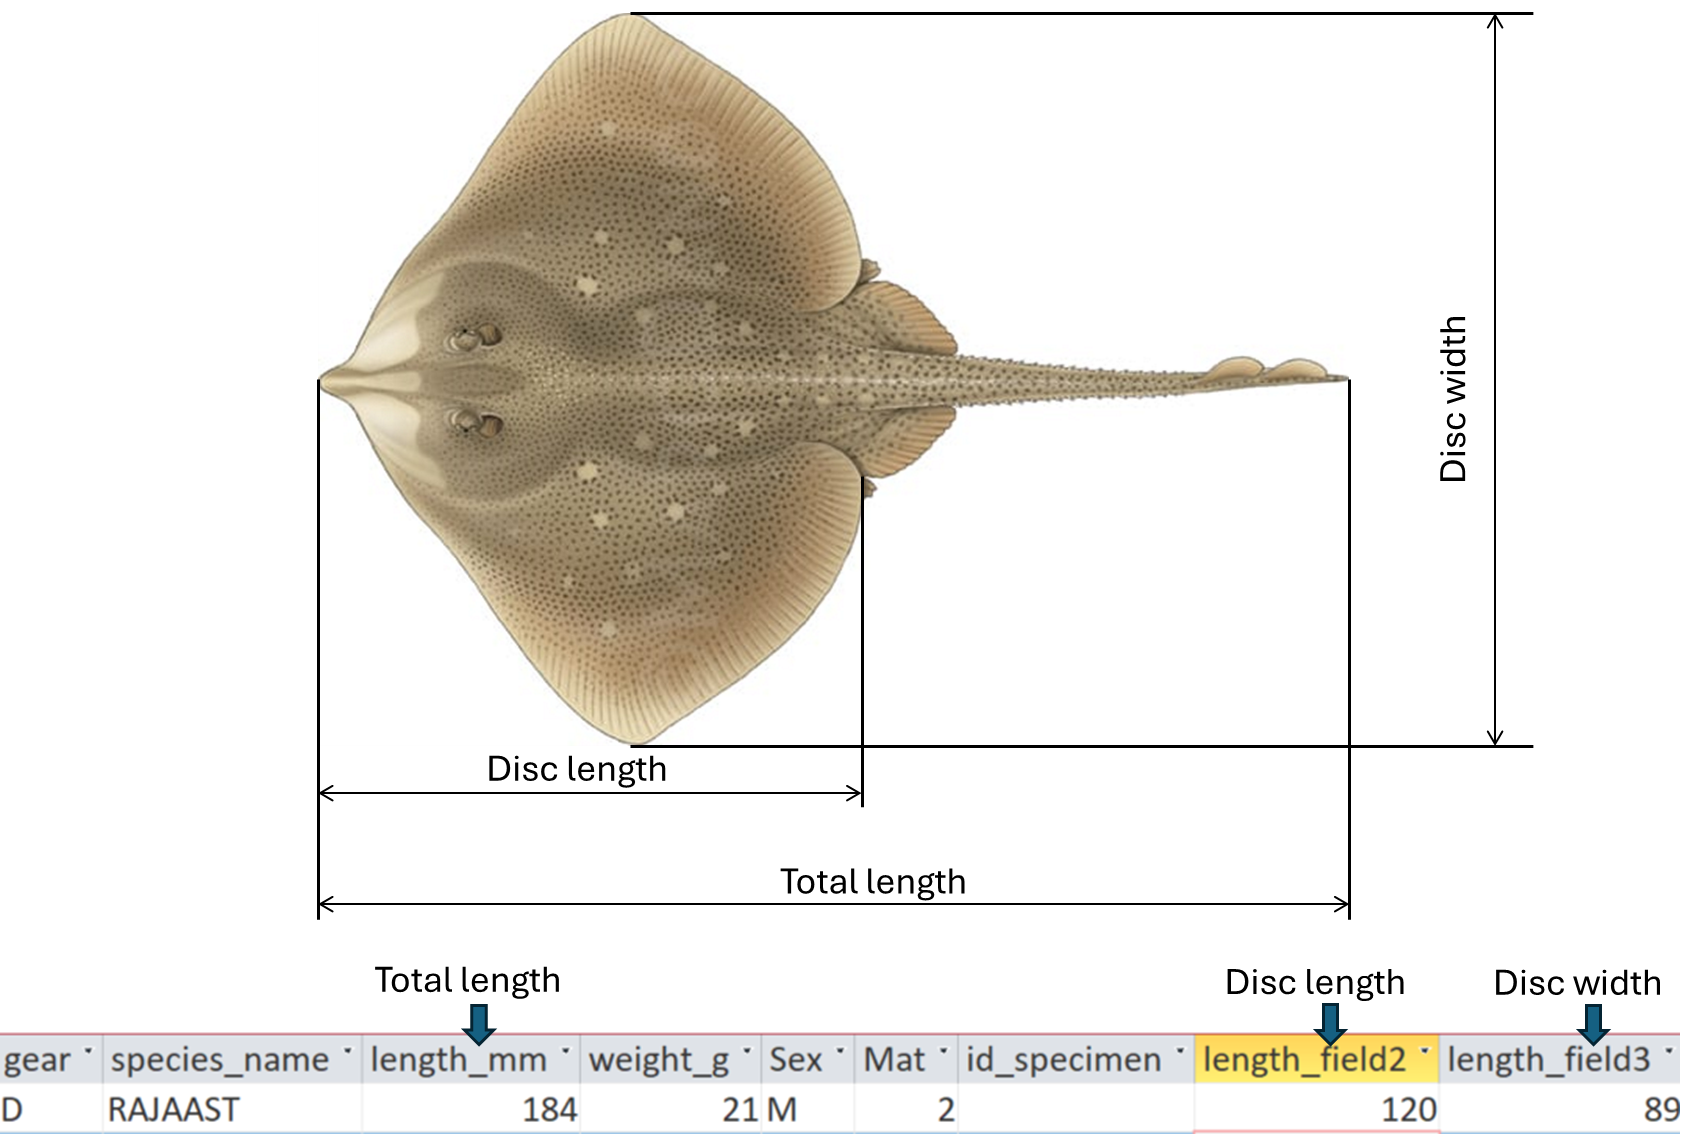 Disc width
Disc length
Total length
Total length Disc length Disc width
gear species_name length_mm weight_g Sex Mat id_specimen length_field2 length_field3
D RAJAAST 184 21 M 2 120 89